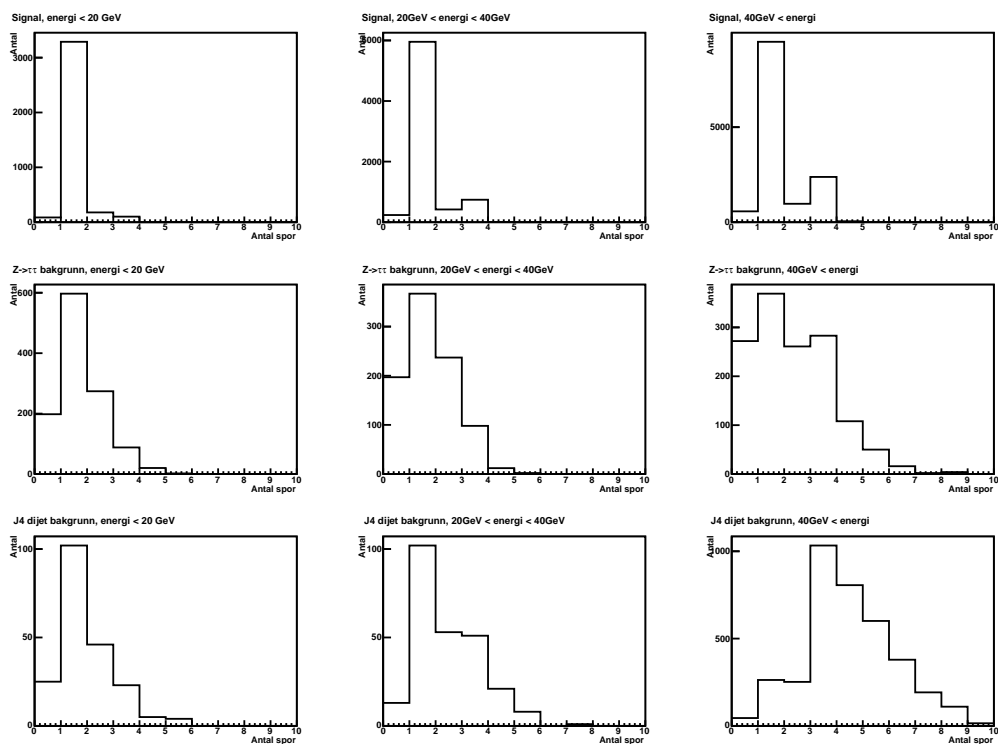 Signal, energi < 20 GeV
Antal
3000
2000
1000
0
0 1 2 3 4 5 6 7 8 9 10
Antal spor
Signal, 20GeV < energi < 40GeV
Antal
6000
4000
2000
0
0 1 2 3 4 5 6 7 8 9 10
Antal spor
Signal, 40GeV < energi
Antal
5000
0
0 1 2 3 4 5 6 7 8 9 10
Antal spor
Z->ττ bakgrunn, energi < 20 GeV
Antal
600
400
200
0
0 1 2 3 4 5 6 7 8 9 10
Antal spor
Z->ττ bakgrunn, 20GeV < energi < 40GeV
Antal
300
200
100
0
0 1 2 3 4 5 6 7 8 9 10
Antal spor
Z->ττ bakgrunn, 40GeV < energi
Antal
300
200
100
0
0 1 2 3 4 5 6 7 8 9 10
Antal spor
J4 dijet bakgrunn, energi < 20 GeV
Antal
100
50
0
0 1 2 3 4 5 6 7 8 9 10
Antal spor
J4 dijet bakgrunn, 20GeV < energi < 40GeV
Antal
100
50
0
0 1 2 3 4 5 6 7 8 9 10
Antal spor
J4 dijet bakgrunn, 40GeV < energi
Antal
1000
500
0
0 1 2 3 4 5 6 7 8 9 10
Antal spor